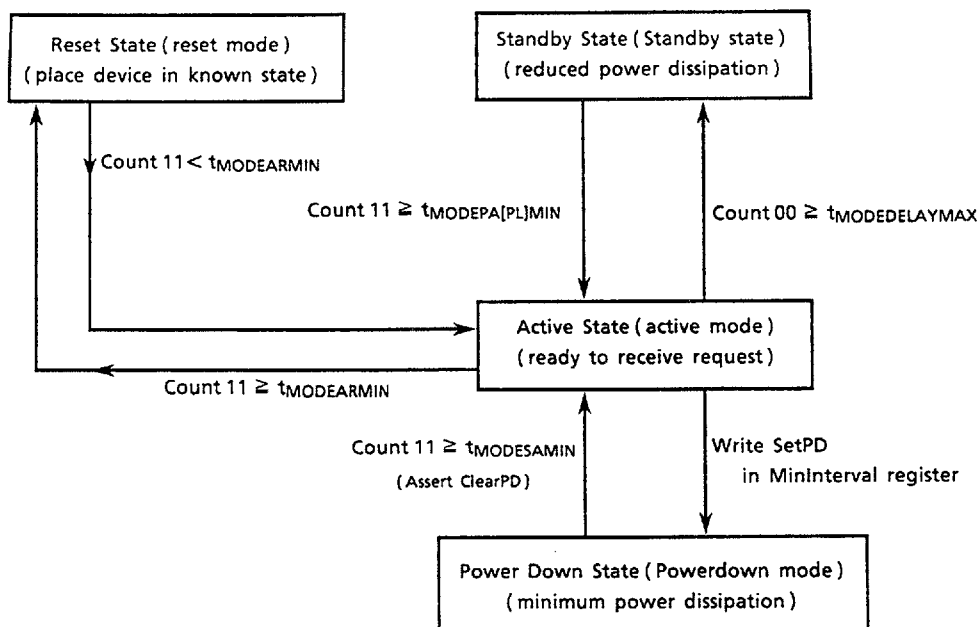 Reset State (reset mode)
(place device in known state)
Standby State (Standby state)
(reduced power dissipation)
Count 11 < tMODEARMIN
Count 11 ≧ tMODEPA[PL]MIN
Count 00 ≧ tMODEDELAYMAX
Active State (active mode)
(ready to receive request)
Count 11 ≧ tMODEARMIN
Count 11 ≧ tMODESAMIN
(Assert ClearPD)
Write SetPD
in MinInterval register
Power Down State (Powerdown mode)
(minimum power dissipation)